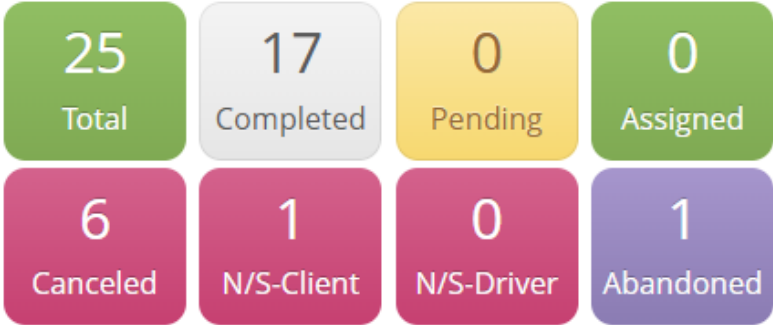 25 17 0 0
Total Completed Pending Assigned
6 1 0 1
Canceled N/S-Client N/S-Driver Abandoned